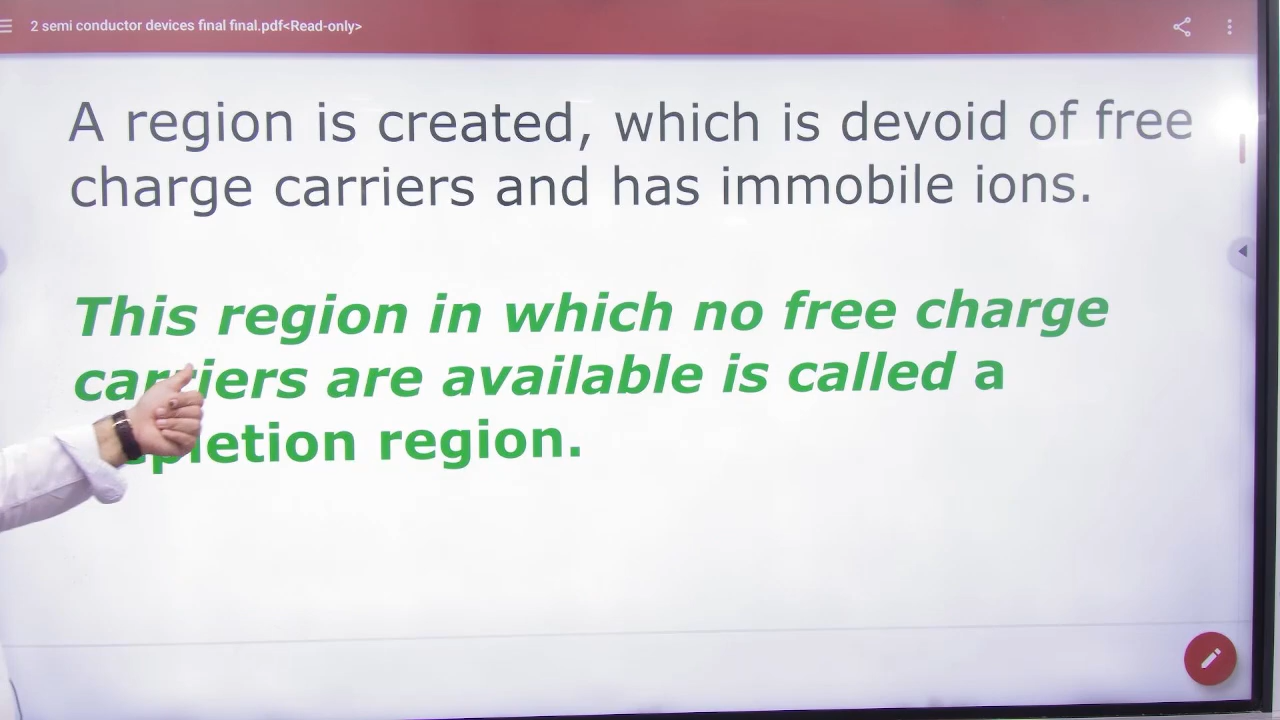 2 semi conductor devices final final.pdf<Read-only>
A region is created, which is devoid of free
charge carriers and has immobile ions.
This region in which no free charge
carriers are available is called a
depletion region.